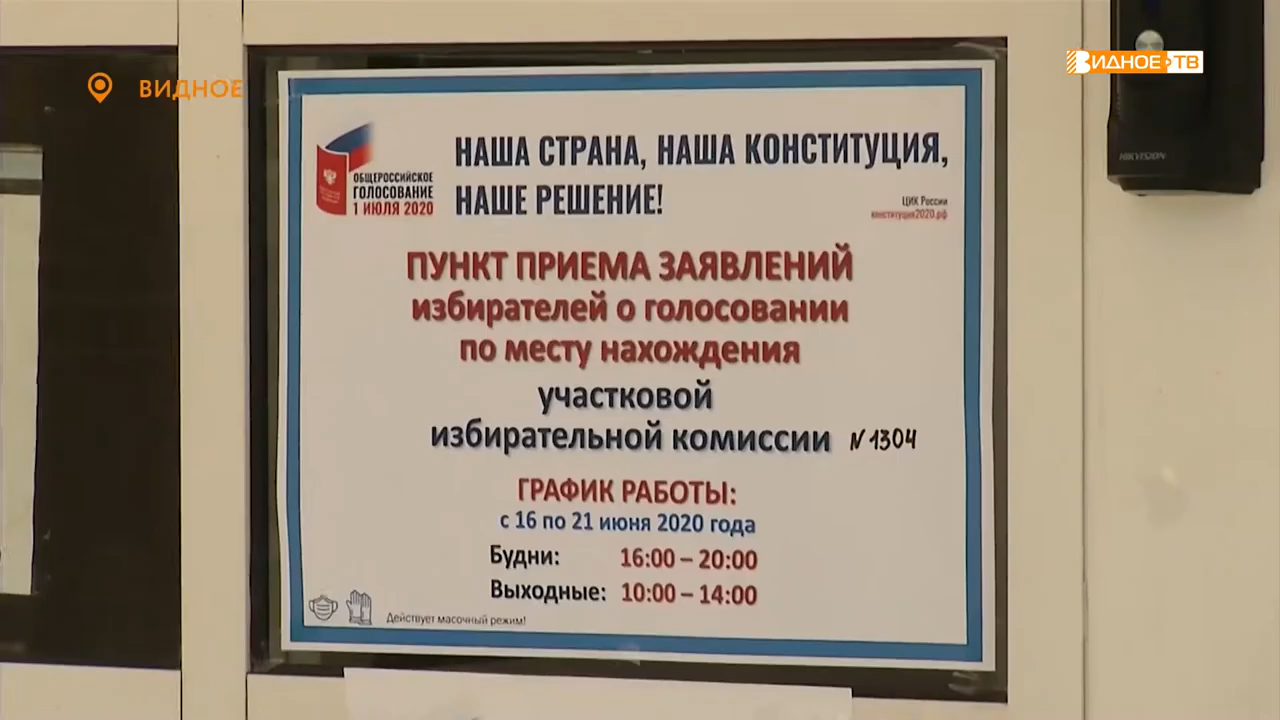 ВИДНОЕ
ВИДНОЕ ТВ
HIKVISION
ОБЩЕРОССИЙСКОЕ
ГОЛОСОВАНИЕ
1 ИЮЛЯ 2020
НАША СТРАНА, НАША КОНСТИТУЦИЯ,
НАШЕ РЕШЕНИЕ!
ЦИК России
конституция2020.рф
ПУНКТ ПРИЕМА ЗАЯВЛЕНИЙ
избирателей о голосовании
по месту нахождения
участковой
избирательной комиссии N 1304
ГРАФИК РАБОТЫ:
с 16 по 21 июня 2020 года
Будни: 16:00 – 20:00
Выходные: 10:00 – 14:00
Действует масочный режим!